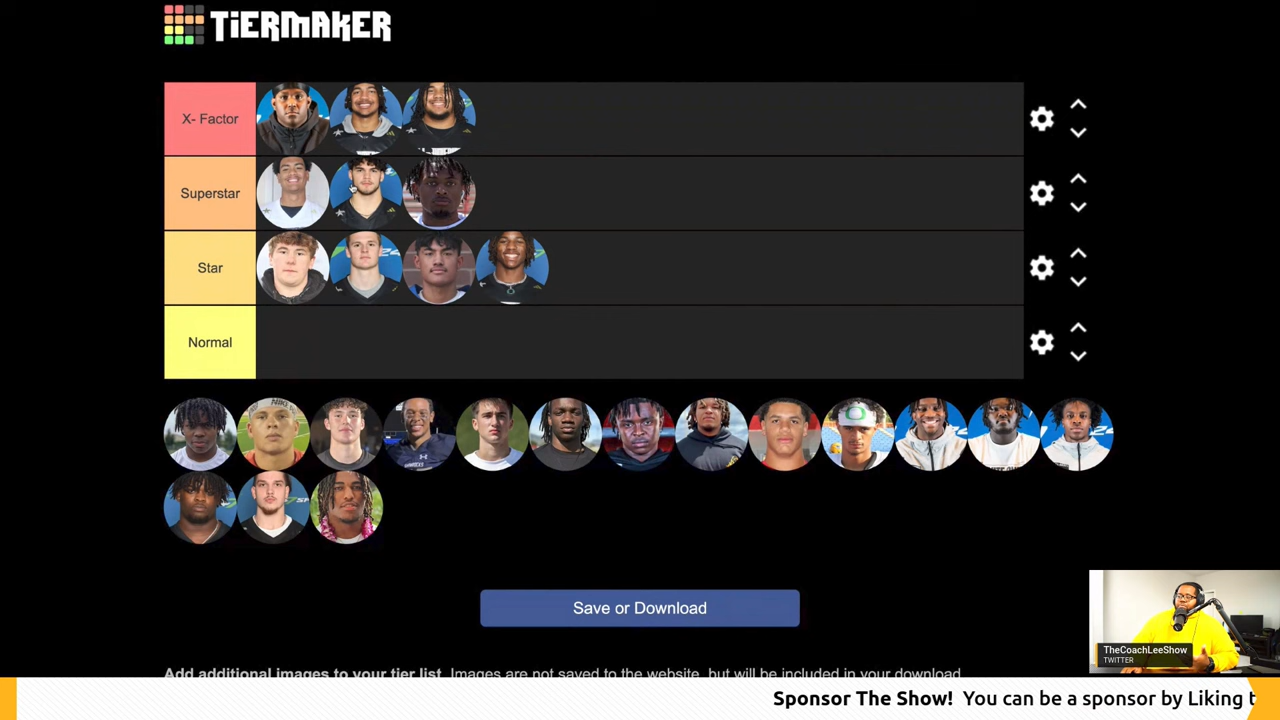 TiERMAKER
X- Factor
Superstar
Star
Normal
Save or Download
Add additional images to your tier list. Images are not saved to the website, but will be included in your download.
TheCoachLeeShow
TWITTER
Sponsor The Show! You can be a sponsor by Liking